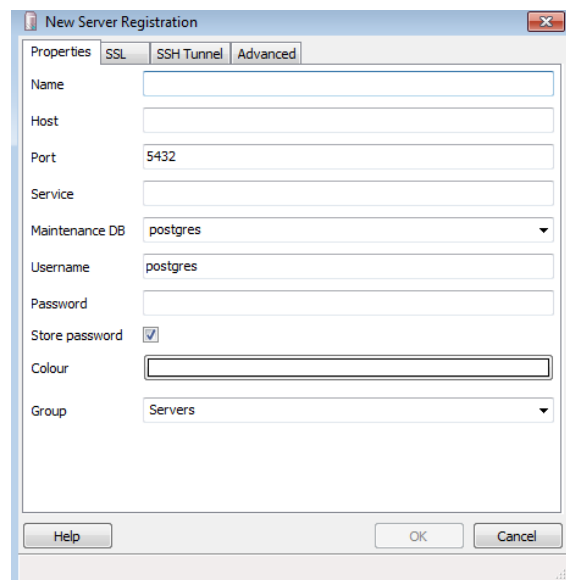 New Server Registration
Properties SSL SSH Tunnel Advanced
Name
Host
Port 5432
Service
Maintenance DB postgres
Username postgres
Password
Store password
Colour
Group Servers
Help OK Cancel